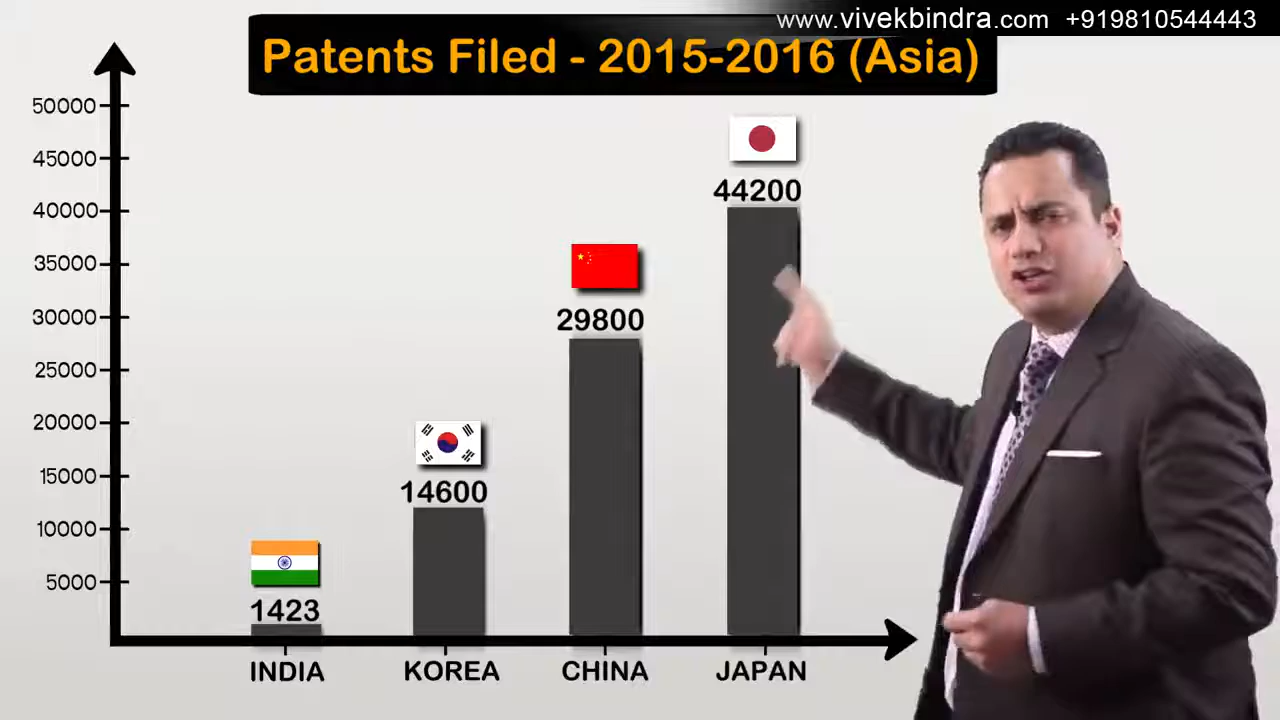 www.vivekbindra.com +919810544443
Patents Filed - 2015-2016 (Asia)
50000
45000
40000
35000
30000
25000
20000
15000
10000
5000
44200
29800
14600
1423
INDIA
KOREA
CHINA
JAPAN